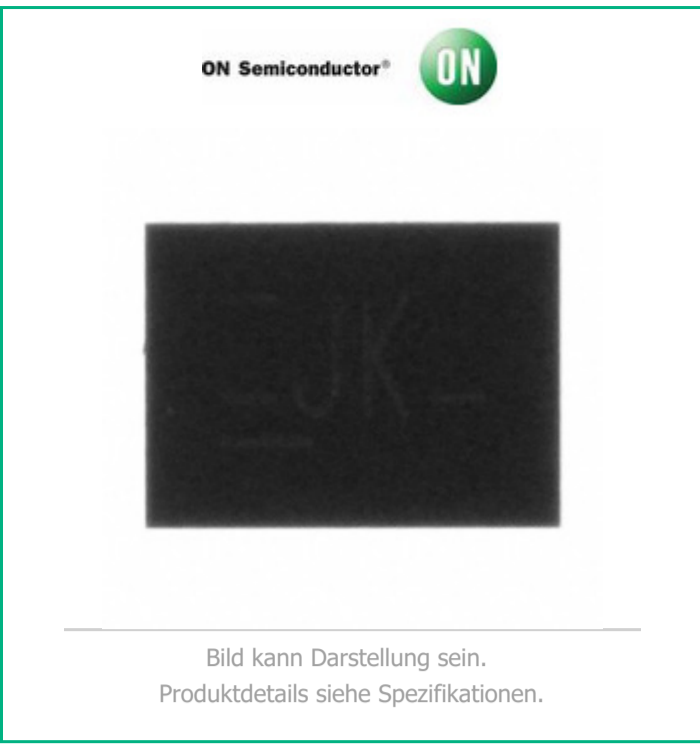 ON Semiconductor®
ON
JK
Bild kann Darstellung sein.
Produktdetails siehe Spezifikationen.